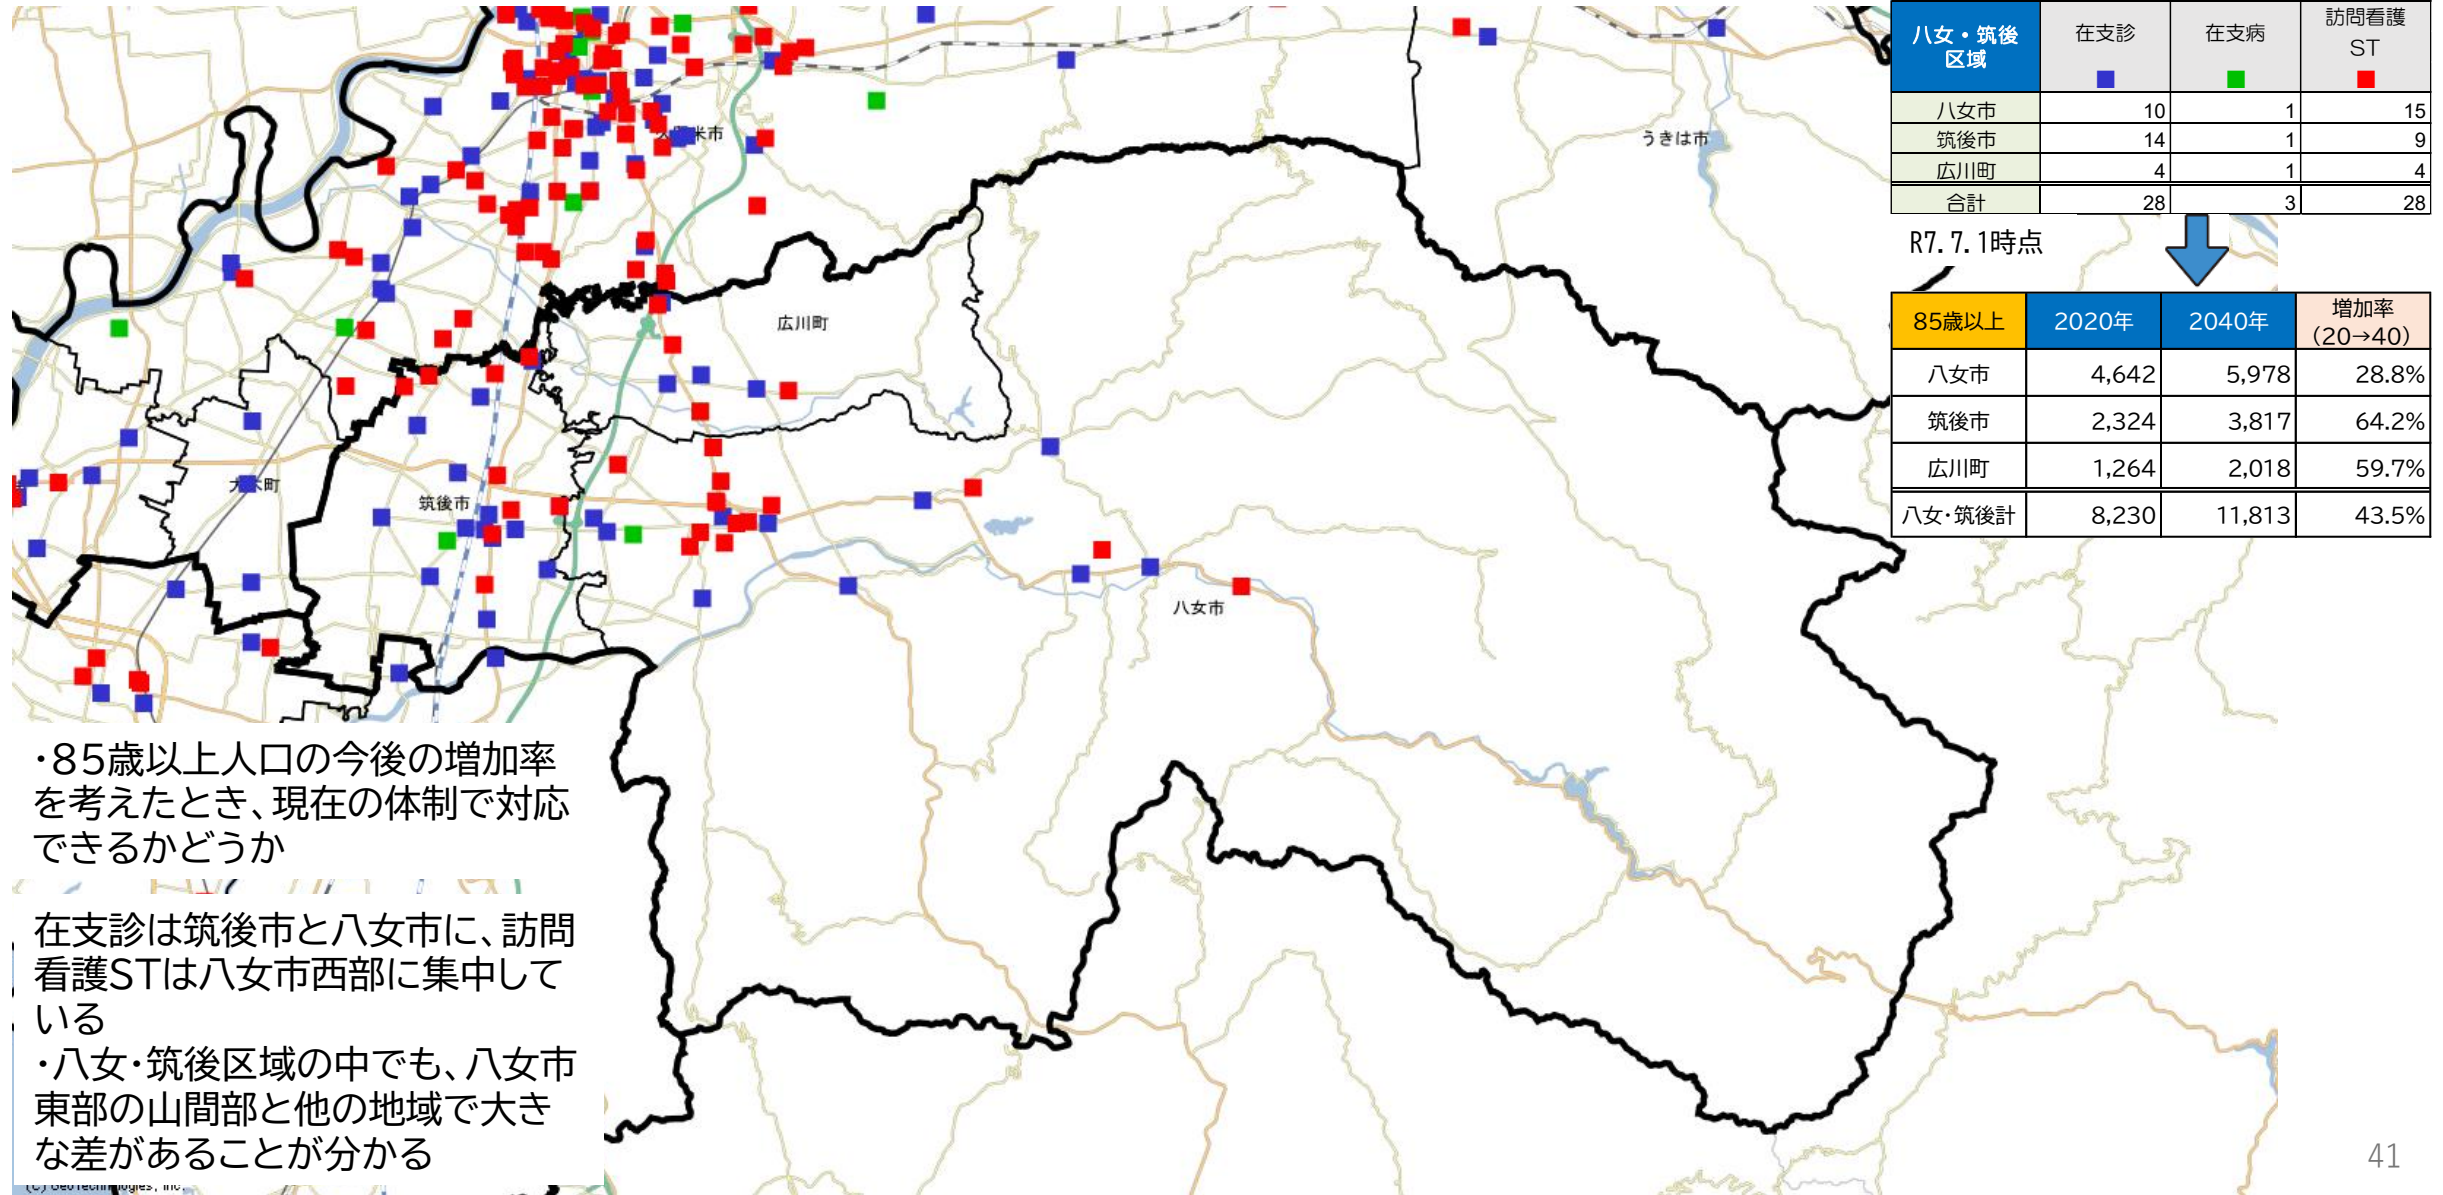 八女・筑後
区域
在支診
在支病
訪問看護
ST
八女市 10 1 15
筑後市 14 1 9
広川町 4 1 4
合計 28 3 28
R7.7.1時点
85歳以上 2020年 2040年 増加率
(20→40)
八女市 4,642 5,978 28.8%
筑後市 2,324 3,817 64.2%
広川町 1,264 2,018 59.7%
八女・筑後計 8,230 11,813 43.5%
米市
うきは市
広川町
町
筑後市
八女市
・85歳以上人口の今後の増加率
を考えたとき、現在の体制で対応
できるかどうか
在支診は筑後市と八女市に、訪問
看護STは八女市西部に集中して
いる
・八女・筑後区域の中でも、八女市
東部の山間部と他の地域で大き
な差があることが分かる
41